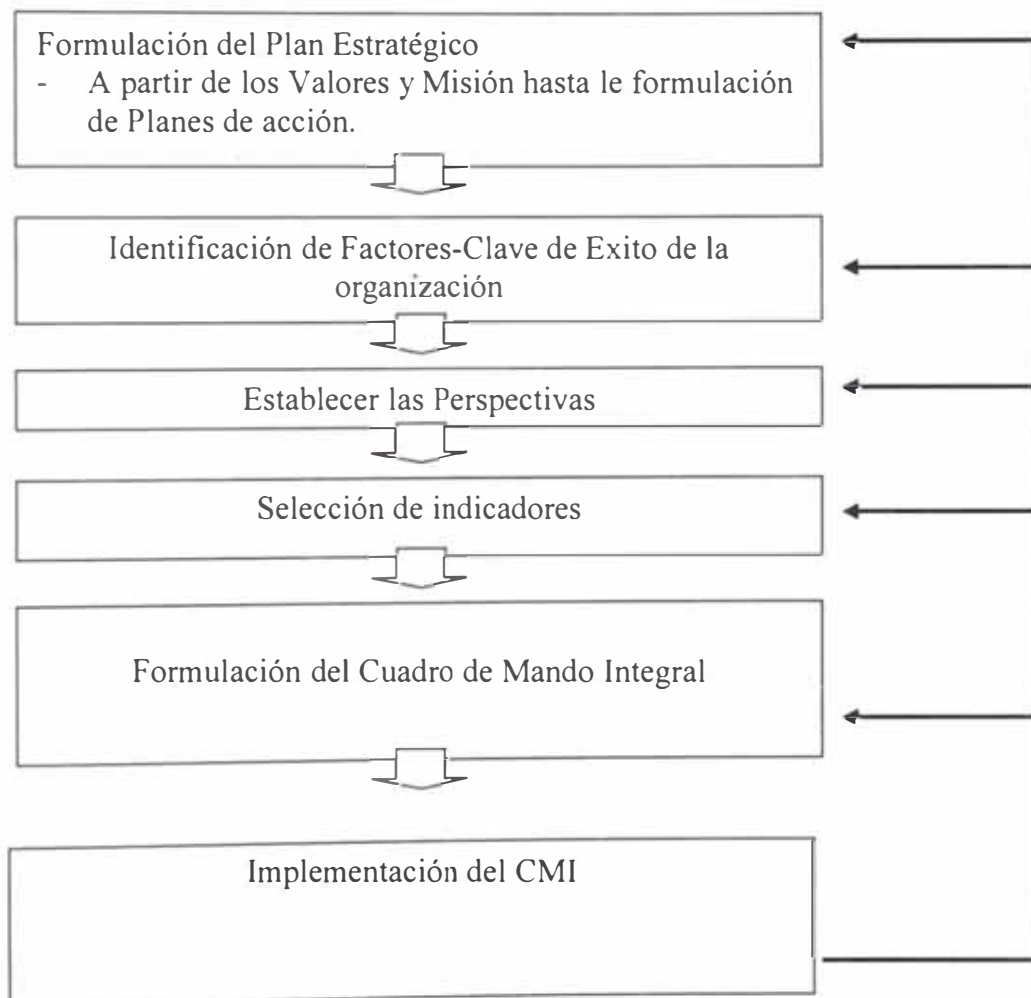 Formulación del Plan Estratégico
- A partir de los Valores y Misión hasta le formulación
de Planes de acción.
Identificación de Factores-Clave de Exito de la
organización
Establecer las Perspectivas
Selección de indicadores
Formulación del Cuadro de Mando Integral
Implementación del CMI